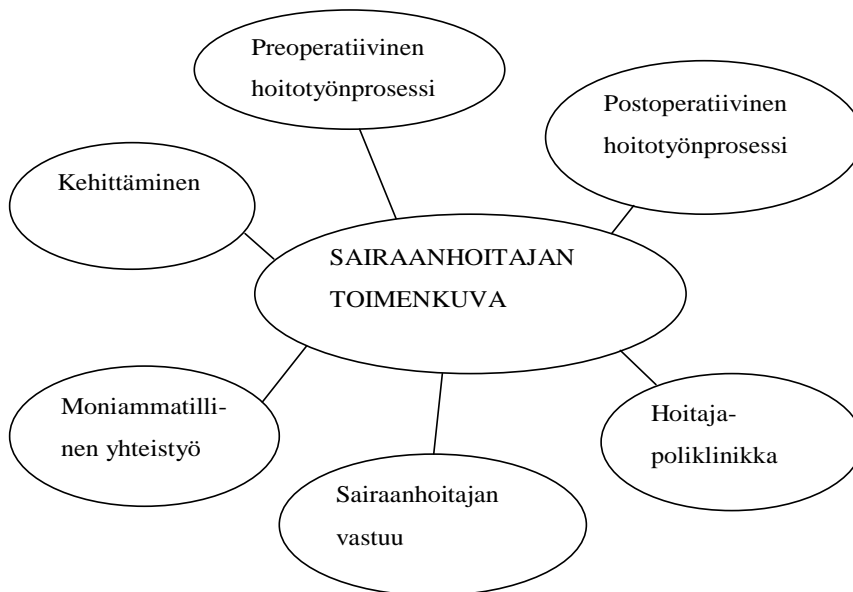 Preoperatiivinen
hoitotyönprosessi
Postoperatiivinen
hoitotyönprosessi
Kehittäminen
SAIRAANHOITAJAN
TOIMENKUVA
Moniammatilli-
nen yhteistyö
Hoitaja-
poliklinikka
Sairaanhoitajan
vastuu